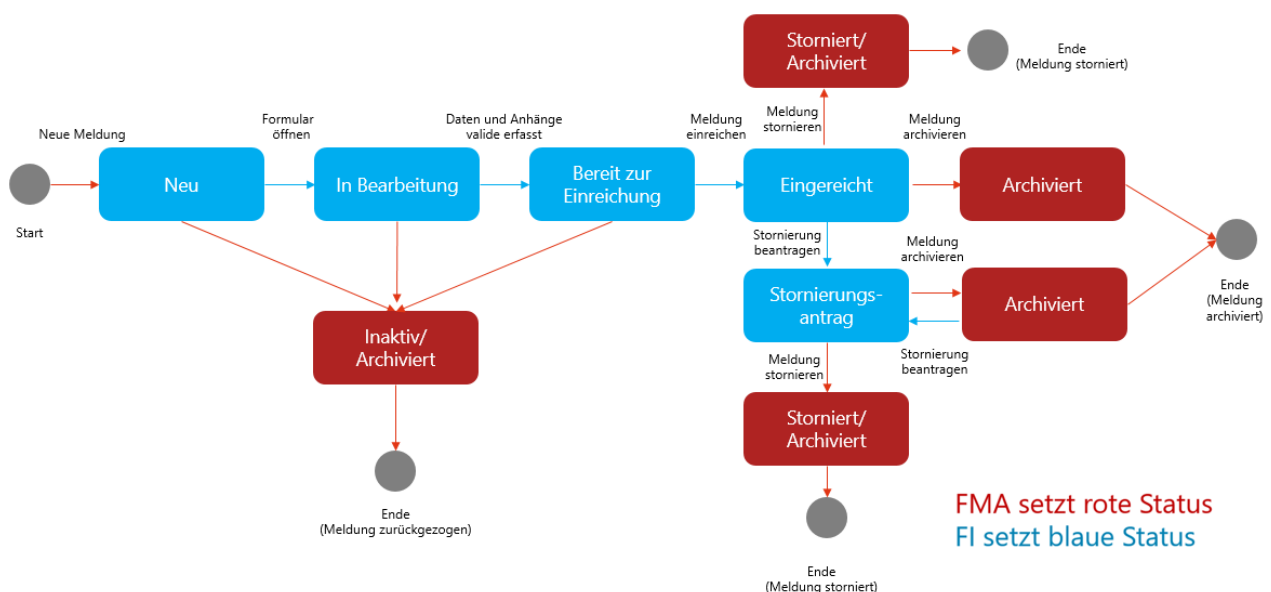 Storniert/
Archiviert
Ende
(Meldung storniert)
Neue Meldung
Formular
öffnen
Daten und Anhänge
valide erfasst
Meldung
einreichen
Meldung
stornieren
Meldung
archivieren
Start
Neu
In Bearbeitung
Bereit zur
Einreichung
Eingereicht
Archiviert
Stornierung
beantragen
Meldung
archivieren
Stornierungs-
antrag
Archiviert
Ende
(Meldung
archiviert)
Inaktiv/
Archiviert
Meldung
stornieren
Stornierung
beantragen
Storniert/
Archiviert
Ende
(Meldung zurückgezogen)
Ende
(Meldung storniert)
FMA setzt rote Status
FI setzt blaue Status